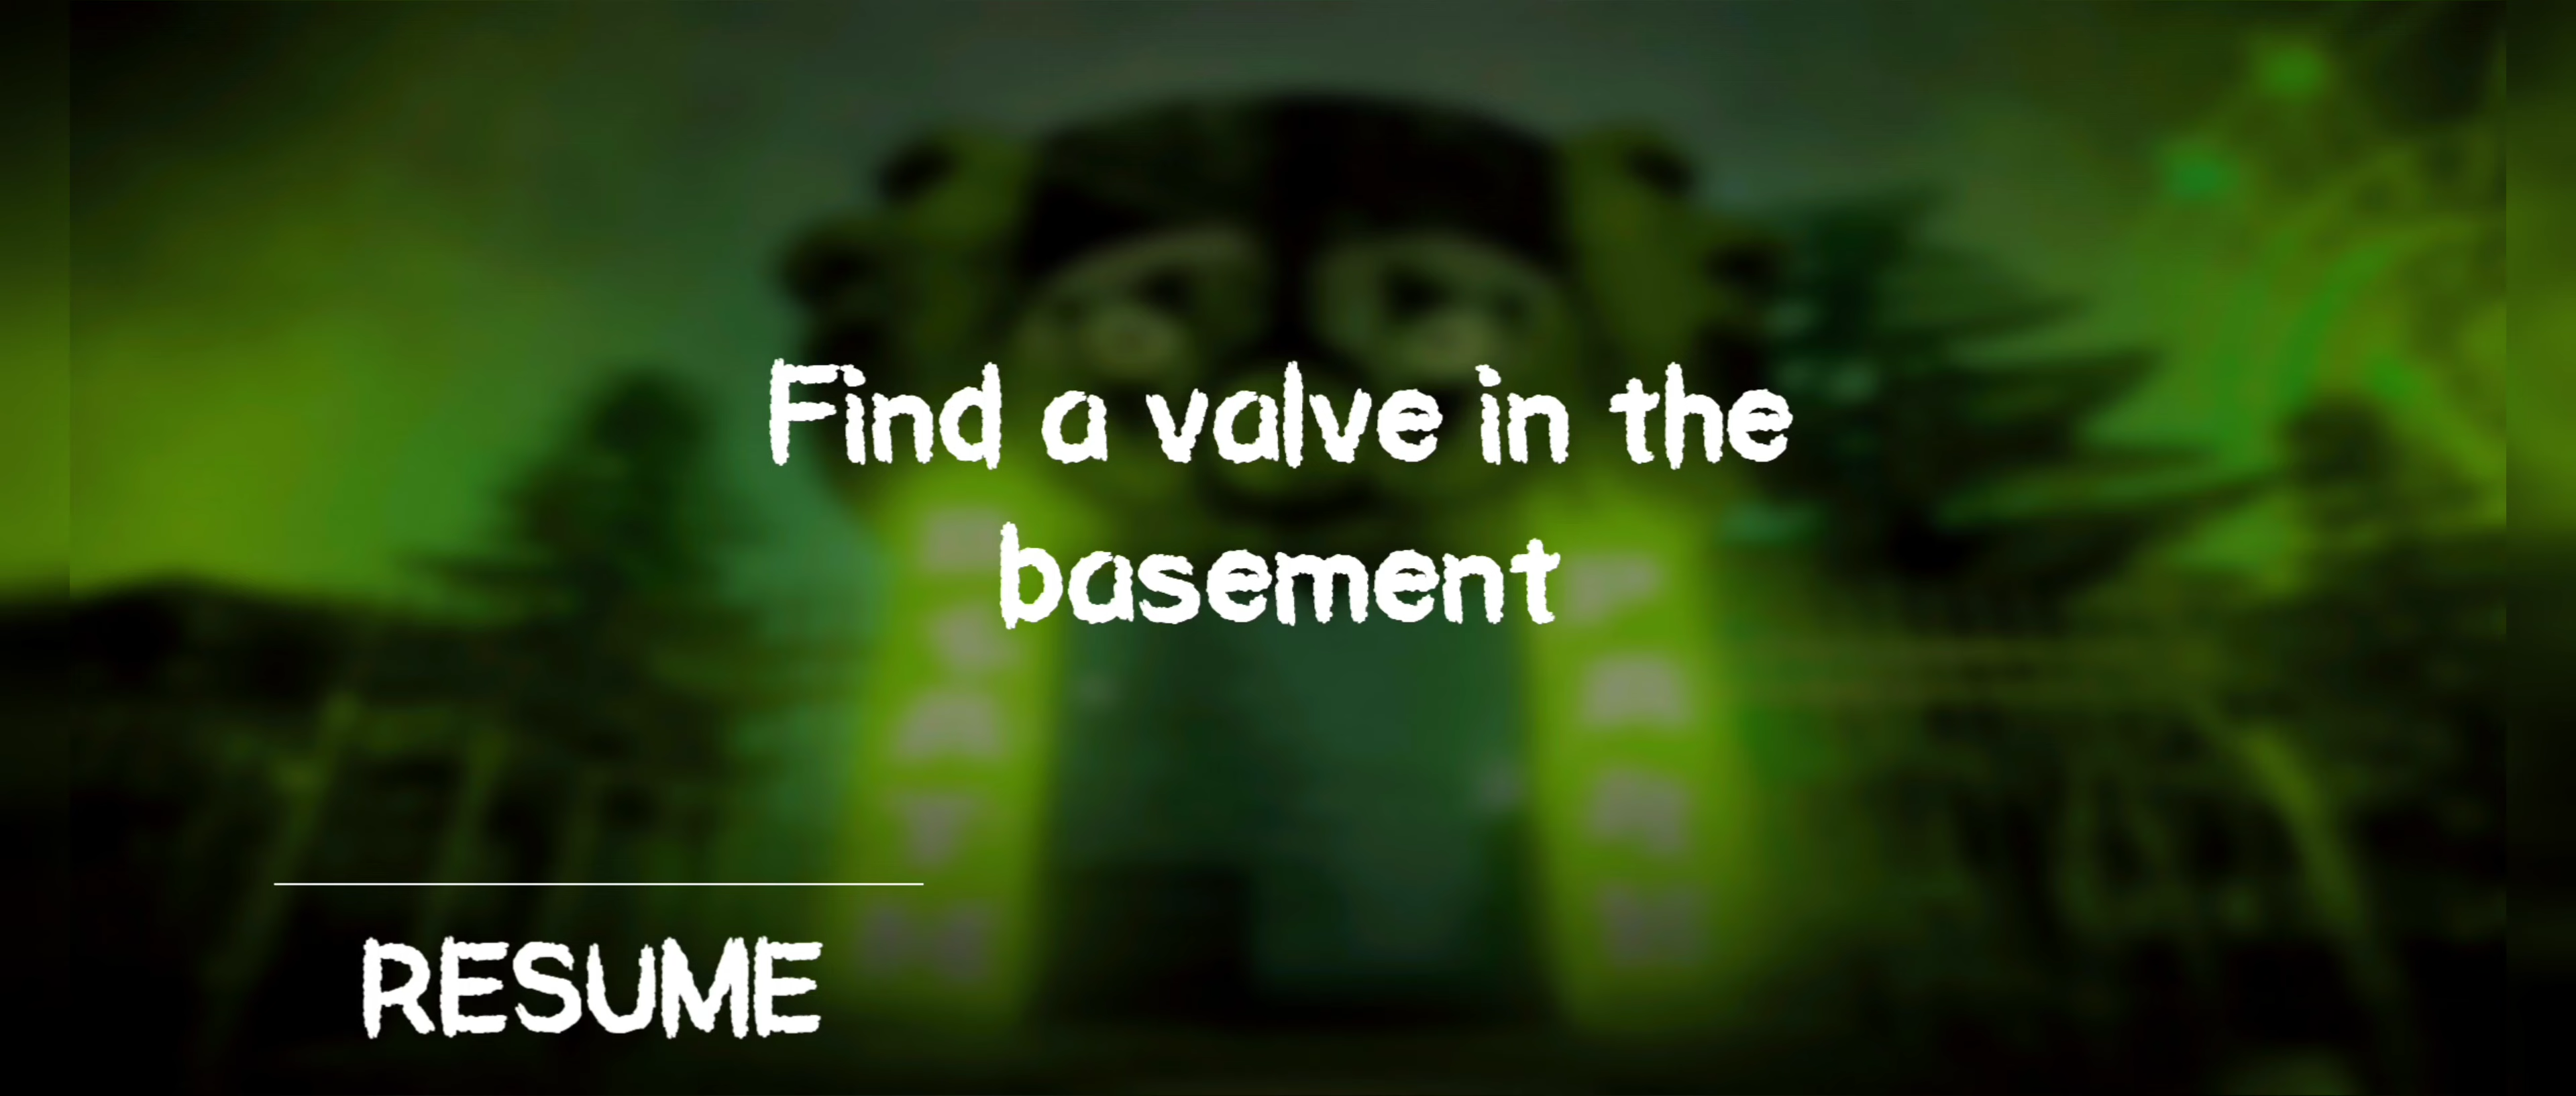 Find a valve in the
basement
RESUME